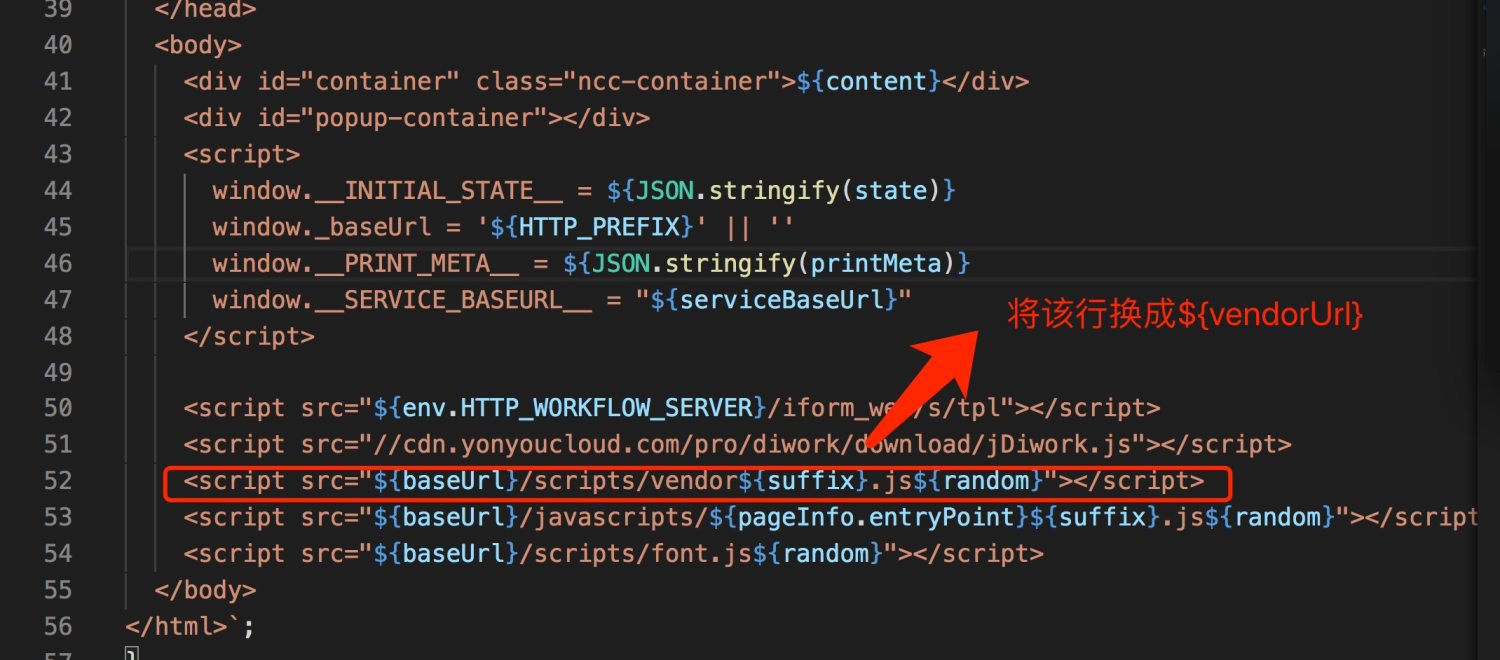 39 </head>
40 <body>
41 <div id="container" class="ncc-container">${content}</div>
42 <div id="popup-container"></div>
43 <script>
44 window.__INITIAL_STATE__ = ${JSON.stringify(state)}
45 window._baseUrl = '${HTTP_PREFIX}' || ''
46 window.__PRINT_META__ = ${JSON.stringify(printMeta)}
47 window.__SERVICE_BASEURL__ = "${serviceBaseUrl}"
将该行换成${vendorUrl}
48 </script>
49
50 <script src="${env.HTTP_WORKFLOW_SERVER}/iform_we /s/tpl"></script>
51 <script src="//cdn.yonyoucloud.com/pro/diwork/download/jDiwork.js"></script>
52 <script src="${baseUrl}/scripts/vendor${suffix}.js${random}"></script>
53 <script src="${baseUrl}/javascripts/${pageInfo.entryPoint}${suffix}.js${random}"></script
54 <script src="${baseUrl}/scripts/font.js${random}"></script>
55 </body>
56 </html>`;
57 }